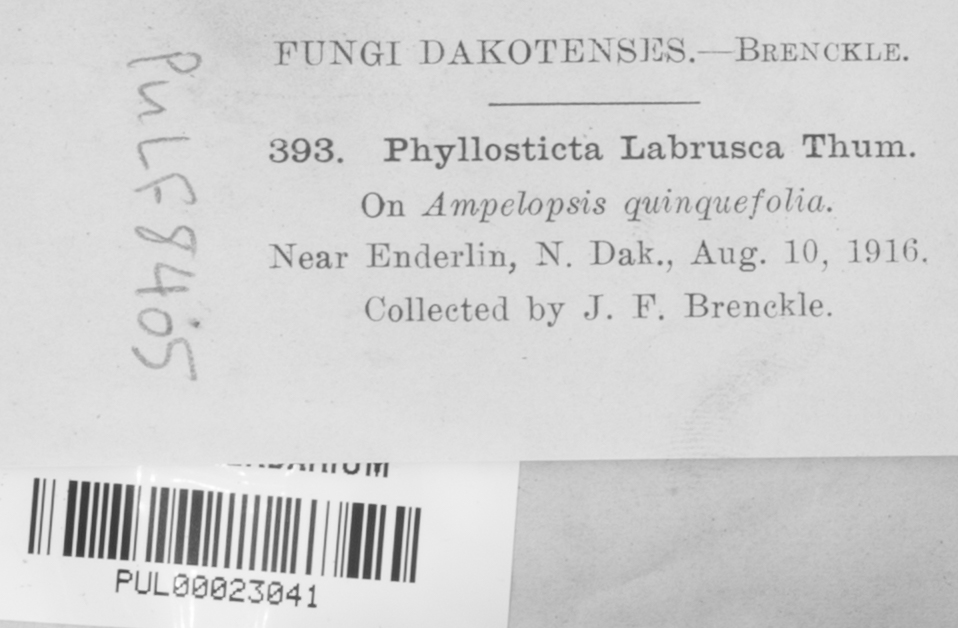 FUNGI DAKOTENSES.—BRENCKLE.
393. Phyllosticta Labrusca Thum.
On Ampelopsis quinquefolia.
Near Enderlin, N. Dak., Aug. 10, 1916.
Collected by J. F. Brenckle.
PULF8405
PUL00023041